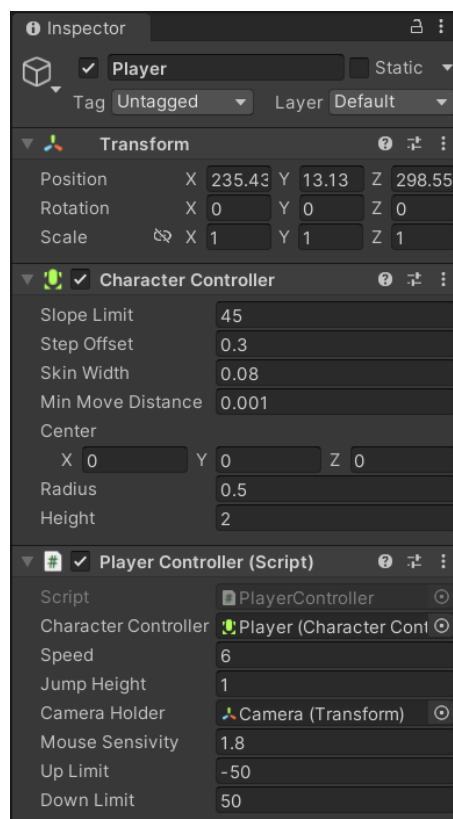 Inspector
Player Static
Tag Untagged Layer Default
Transform
Position X 235.43 Y 13.13 Z 298.55
Rotation X 0 Y 0 Z 0
Scale X 1 Y 1 Z 1
Character Controller
Slope Limit 45
Step Offset 0.3
Skin Width 0.08
Min Move Distance 0.001
Center
X 0 Y 0 Z 0
Radius 0.5
Height 2
# Player Controller (Script)
Script # PlayerController
Character Controller Player (Character Cont
Speed 6
Jump Height 1
Camera Holder Camera (Transform)
Mouse Sensivity 1.8
Up Limit -50
Down Limit 50